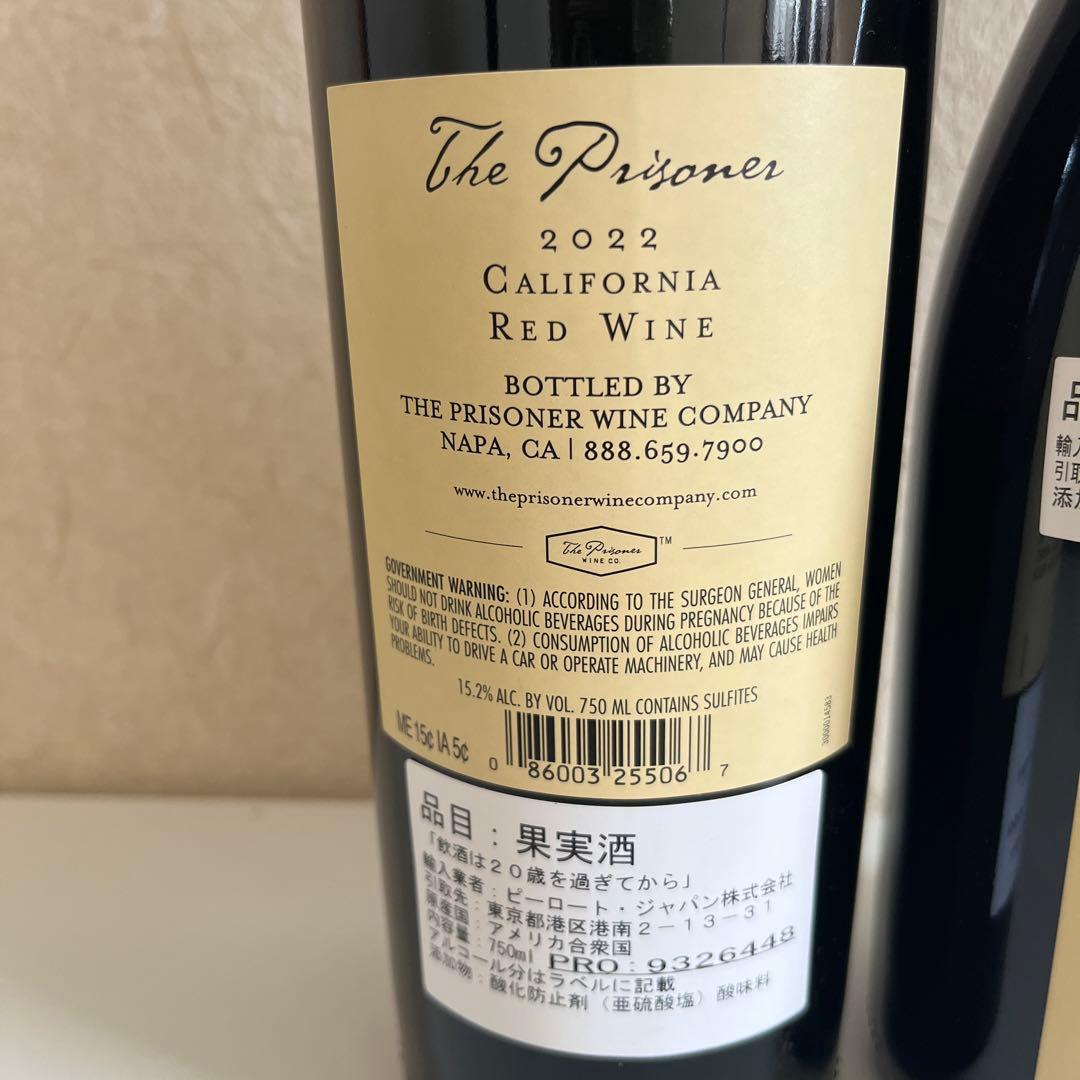 The Prisoner
2022
CALIFORNIA
RED WINE
BOTTLED BY
THE PRISONER WINE COMPANY
NAPA, CA | 888.659.7900
www.theprisonerwinecompany.com
The Prisoner
WINE CO.
TM
GOVERNMENT WARNING: (1) ACCORDING TO THE SURGEON GENERAL, WOMEN
SHOULD NOT DRINK ALCOHOLIC BEVERAGES DURING PREGNANCY BECAUSE OF THE
RISK OF BIRTH DEFECTS. (2) CONSUMPTION OF ALCOHOLIC BEVERAGES IMPAIRS
YOUR ABILITY TO DRIVE A CAR OR OPERATE MACHINERY, AND MAY CAUSE HEALTH
PROBLEMS.
15.2% ALC. BY VOL. 750 ML CONTAINS SULFITES
ME 15¢ IA 5¢
0 86003 25506 7
3000014583
品目：果実酒
「飲酒は20歳を過ぎてから」
輸入業者：ピーロート・ジャパン株式会社
引取先：東京都港区港南2－13－31
原産国：アメリカ合衆国
内容量：750ml PRO：9326448
アルコール分はラベルに記載
添加物：酸化防止剤（亜硫酸塩）酸味料
品
輸入
引取
添加